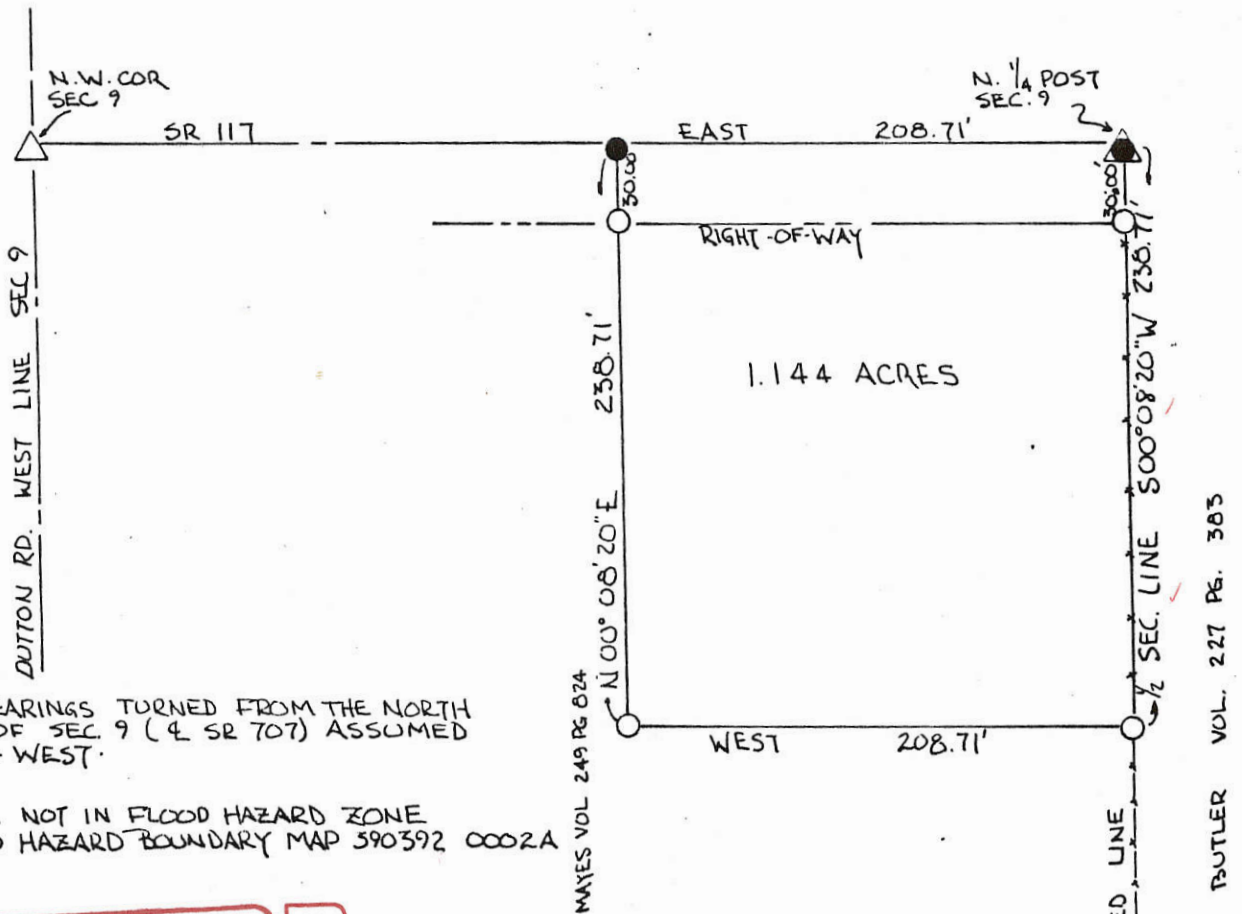 N.W. COR
SEC 9
N. 1/4 POST
SEC. 9
SR 117
EAST 208.71'
30.00'
30.00'
RIGHT-OF-WAY
DUTTON RD. WEST LINE SEC 9
N 00° 08' 20" E 238.71'
1.144 ACRES
1/2 SEC. LINE S00°08'20"W 238.71'
BUTLER VOL. 227 PG. 383
MAYES VOL 249 PG 824
WEST 208.71'
EARINGS TURNED FROM THE NORTH
OF SEC. 9 (℄ SR 707) ASSUMED
- WEST.
NOT IN FLOOD HAZARD ZONE
HAZARD BOUNDARY MAP 390392 0002A
LINE